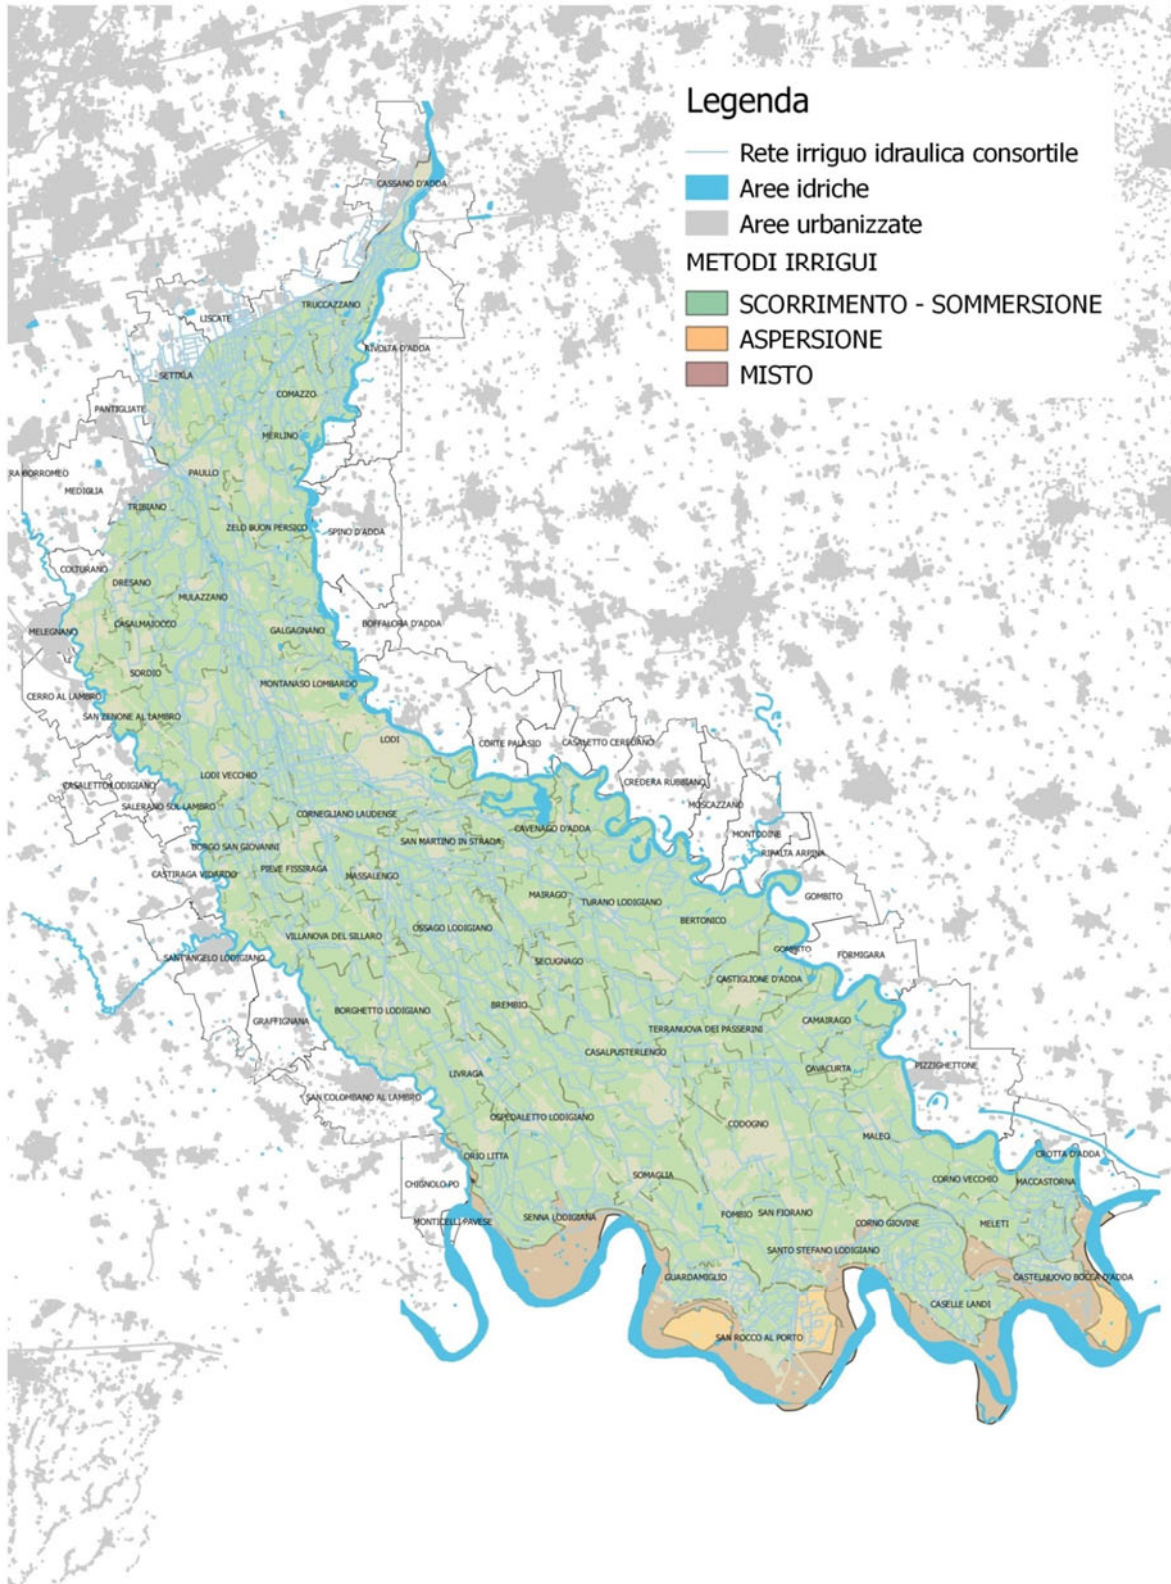 Legenda
Rete irriguo idraulica consortile
Aree idriche
Aree urbanizzate
METODI IRRIGUI
SCORRIMENTO - SOMMERSIONE
ASPERSIONE
MISTO
CASSANO D'ADDA
TRUCCAZZANO
LISCATE
RIVOLTA D'ADDA
SETTALA
COMAZZO
PANTIGLIATE
MERLINO
RA BORROMEO
PAULLO
MEDIGLIA
TRIBIANO
ZELO BUON PERSICO
SPINO D'ADDA
COLTURANO
DRESANO
MULAZZANO
CASALMAIOCCO
BOFFALORA D'ADDA
MELEGNANO
GALGAGNANO
SORDIO
MONTANASO LOMBARDO
CERRO AL LAMBRO
SAN ZENONE AL LAMBRO
LODI
CORTE PALASIO
CASALETTO CEREDANO
LODI VECCHIO
CREDERA RUBBIANO
CASALETTO LODIGIANO
SALERANO SUL LAMBRO
MOSCAZZANO
CORNEGLIANO LAUDENSE
CAVENAGO D'ADDA
MONTODINE
SAN MARTINO IN STRADA
BORGO SAN GIOVANNI
RIPALTA ARPINA
PIEVE FISSIRAGA
CASTIRAGA VIDARDO
MASSALENGO
MAIRAGO
TURANO LODIGIANO
GOMBITO
BERTONICO
OSSAGO LODIGIANO
VILLANOVA DEL SILLARO
GOMBITO
SANT'ANGELO LODIGIANO
SECUGNAGO
FORMIGARA
CASTIGLIONE D'ADDA
BREMBIO
BORGHETTO LODIGIANO
GRAFFIGNANA
CAMAIRAGO
TERRANUOVA DEI PASSERINI
CASALPUSTERLENGO
CAVACURTA
PIZZIGHETTONE
LIVRAGA
SAN COLOMBANO AL LAMBRO
OSPEDALETTO LODIGIANO
CODOGNO
MALEO
ORIO LITTA
CROTTA D'ADDA
SOMAGLIA
CORNO VECCHIO
MACCASTORNA
CHIGNOLO PO
FOMBIO
SAN FIORANO
SENNA LODIGIANA
MONTICELLI PAVESE
CORNO GIOVINE
MELETI
SANTO STEFANO LODIGIANO
GUARDAMIGLIO
CASTELNUOVO BOCCA D'ADDA
CASELLE LANDI
SAN ROCCO AL PORTO